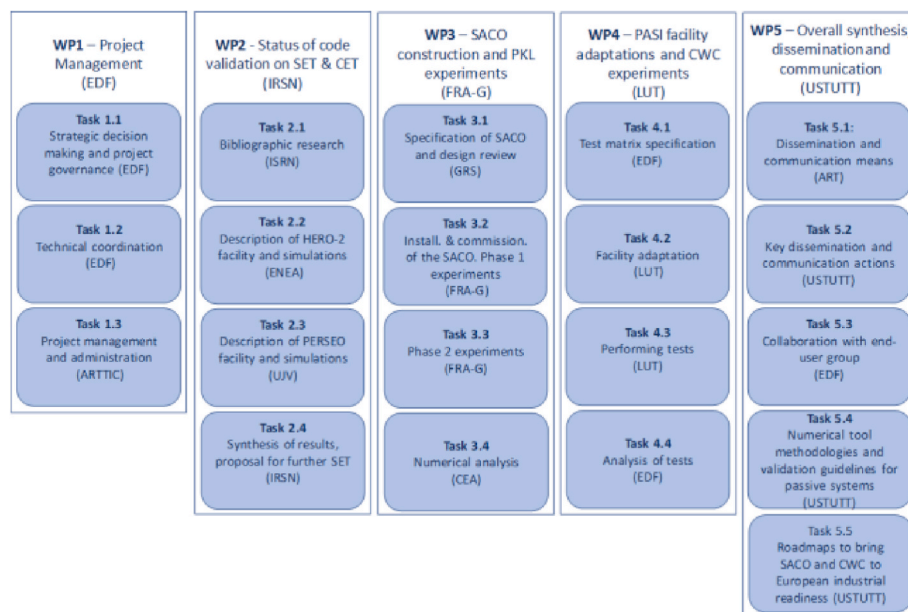 WP1 – Project
Management
(EDF)
Task 1.1
Strategic decision
making and project
governance (EDF)
Task 1.2
Technical coordination
(EDF)
Task 1.3
Project management
and administration
(ARTTIC)
WP2 - Status of code
validation on SET & CET
(IRSN)
Task 2.1
Bibliographic research
(ISRN)
Task 2.2
Description of HERO-2
facility and simulations
(ENEA)
Task 2.3
Description of PERSEO
facility and simulations
(UJV)
Task 2.4
Synthesis of results,
proposal for further SET
(IRSN)
WP3 – SACO
construction and PKL
experiments
(FRA-G)
Task 3.1
Specification of SACO
and design review
(GRS)
Task 3.2
Install. & commission.
of the SACO. Phase 1
experiments
(FRA-G)
Task 3.3
Phase 2 experiments
(FRA-G)
Task 3.4
Numerical analysis
(CEA)
WP4 – PASI facility
adaptations and CWC
experiments
(LUT)
Task 4.1
Test matrix specification
(EDF)
Task 4.2
Facility adaptation
(LUT)
Task 4.3
Performing tests
(LUT)
Task 4.4
Analysis of tests
(EDF)
WP5 – Overall synthesis,
dissemination and
communication
(USTUTT)
Task 5.1:
Dissemination and
communication means
(ART)
Task 5.2
Key dissemination and
communication actions
(USTUTT)
Task 5.3
Collaboration with end-
user group
(EDF)
Task 5.4
Numerical tool
methodologies and
validation guidelines for
passive systems
(USTUTT)
Task 5.5
Roadmaps to bring
SACO and CWC to
European industrial
readiness (USTUTT)